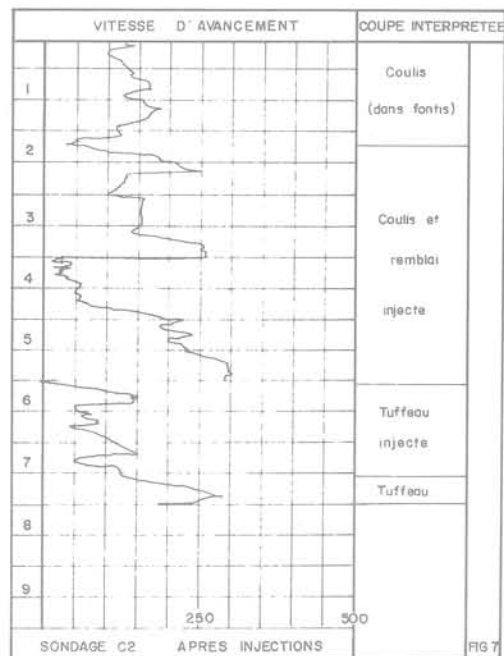 VITESSE D'AVANCEMENT
COUPE INTERPRETEE
1
Coulis
(dans fontis)
2
3
Coulis et
remblai
4
injecte
5
6
Tuffeau
injecte
7
Tuffeau
8
9
250
500
SONDAGE C2 APRES INJECTIONS
FIG 7